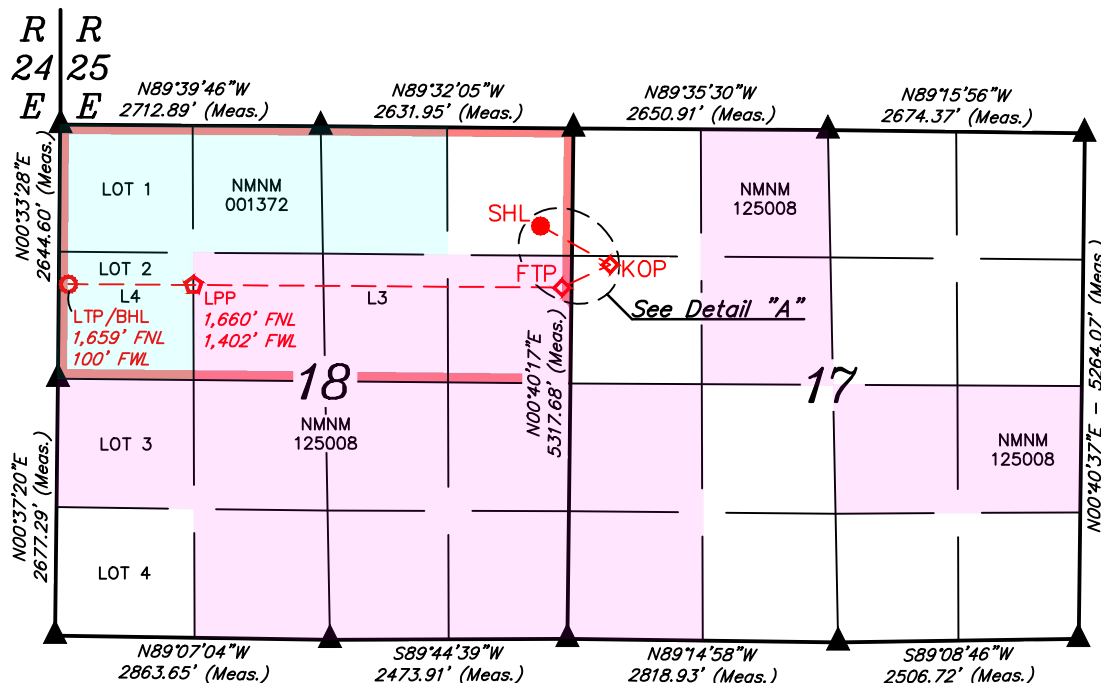 R R
24 25
E E
N89°39'46"W
2712.89' (Meas.)
N89°32'05"W
2631.95' (Meas.)
N89°35'30"W
2650.91' (Meas.)
N89°15'56"W
2674.37' (Meas.)
N00°33'28"E
2644.60' (Meas.)
LOT 1
NMNM
001372
NMNM
125008
SHL
LOT 2
FTP
KOP
L4
L3
LPP
1,660' FNL
1,402' FWL
LTP/BHL
1,659' FNL
100' FWL
See Detail "A"
N00°40'17"E
5317.68' (Meas.)
N00°40'37"E - 5264.07' (Meas.)
18
17
NMNM
125008
LOT 3
NMNM
125008
N00°37'20"E
2677.29' (Meas.)
LOT 4
N89°07'04"W
2863.65' (Meas.)
S89°44'39"W
2473.91' (Meas.)
N89°14'58"W
2818.93' (Meas.)
S89°08'46"W
2506.72' (Meas.)